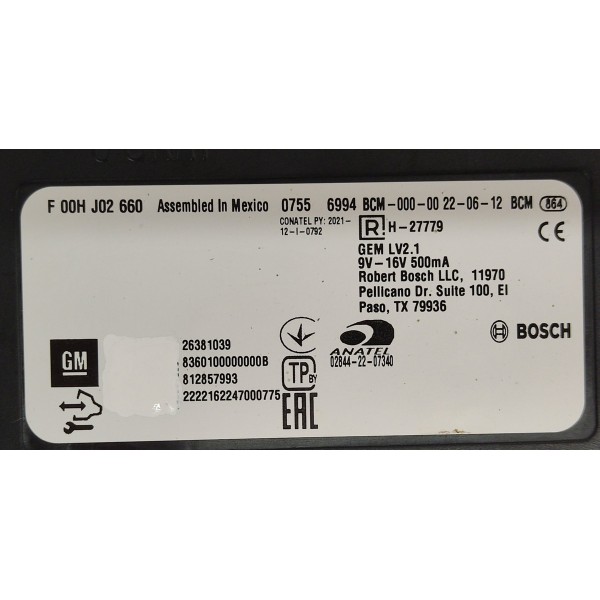 F 00H J02 660 Assembled In Mexico 0755 6994 BCM-000-00 22-06-12 BCM 864
CONATEL PY: 2021-
12-I-0792
R H-27779
GEM LV2.1
9V-16V 500mA
Robert Bosch LLC, 11970
Pellicano Dr. Suite 100, El
Paso, TX 79936
CE
GM
26381039
8360100000000B
812857993
2222162247000775
TP BY
EAC
ANATEL
02844-22-07340
BOSCH